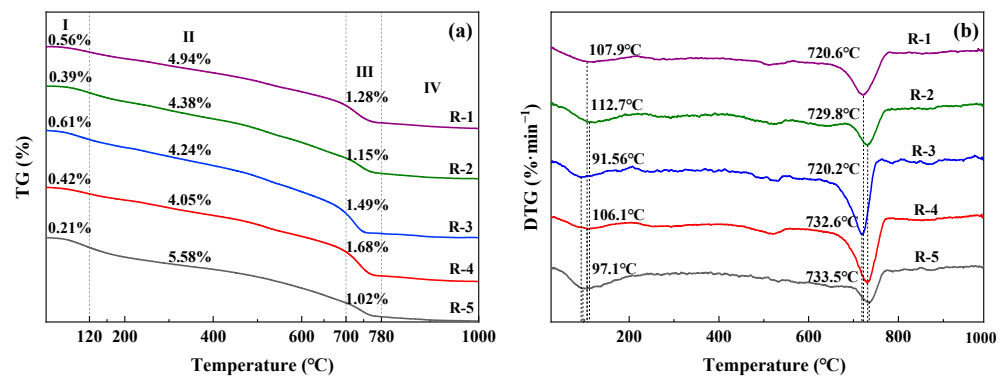 (a)
I II III IV
0.56% 4.94% 1.28% R-1
0.39% 4.38% 1.15% R-2
0.61% 4.24% 1.49% R-3
0.42% 4.05% 1.68% R-4
0.21% 5.58% 1.02% R-5
TG (%)
120 200 400 600 700 780 1000
Temperature (℃)
(b)
107.9℃ 720.6℃ R-1
112.7℃ 729.8℃ R-2
91.56℃ 720.2℃ R-3
106.1℃ 732.6℃ R-4
97.1℃ 733.5℃ R-5
DTG (%·min⁻¹)
200 400 600 800 1000
Temperature (℃)